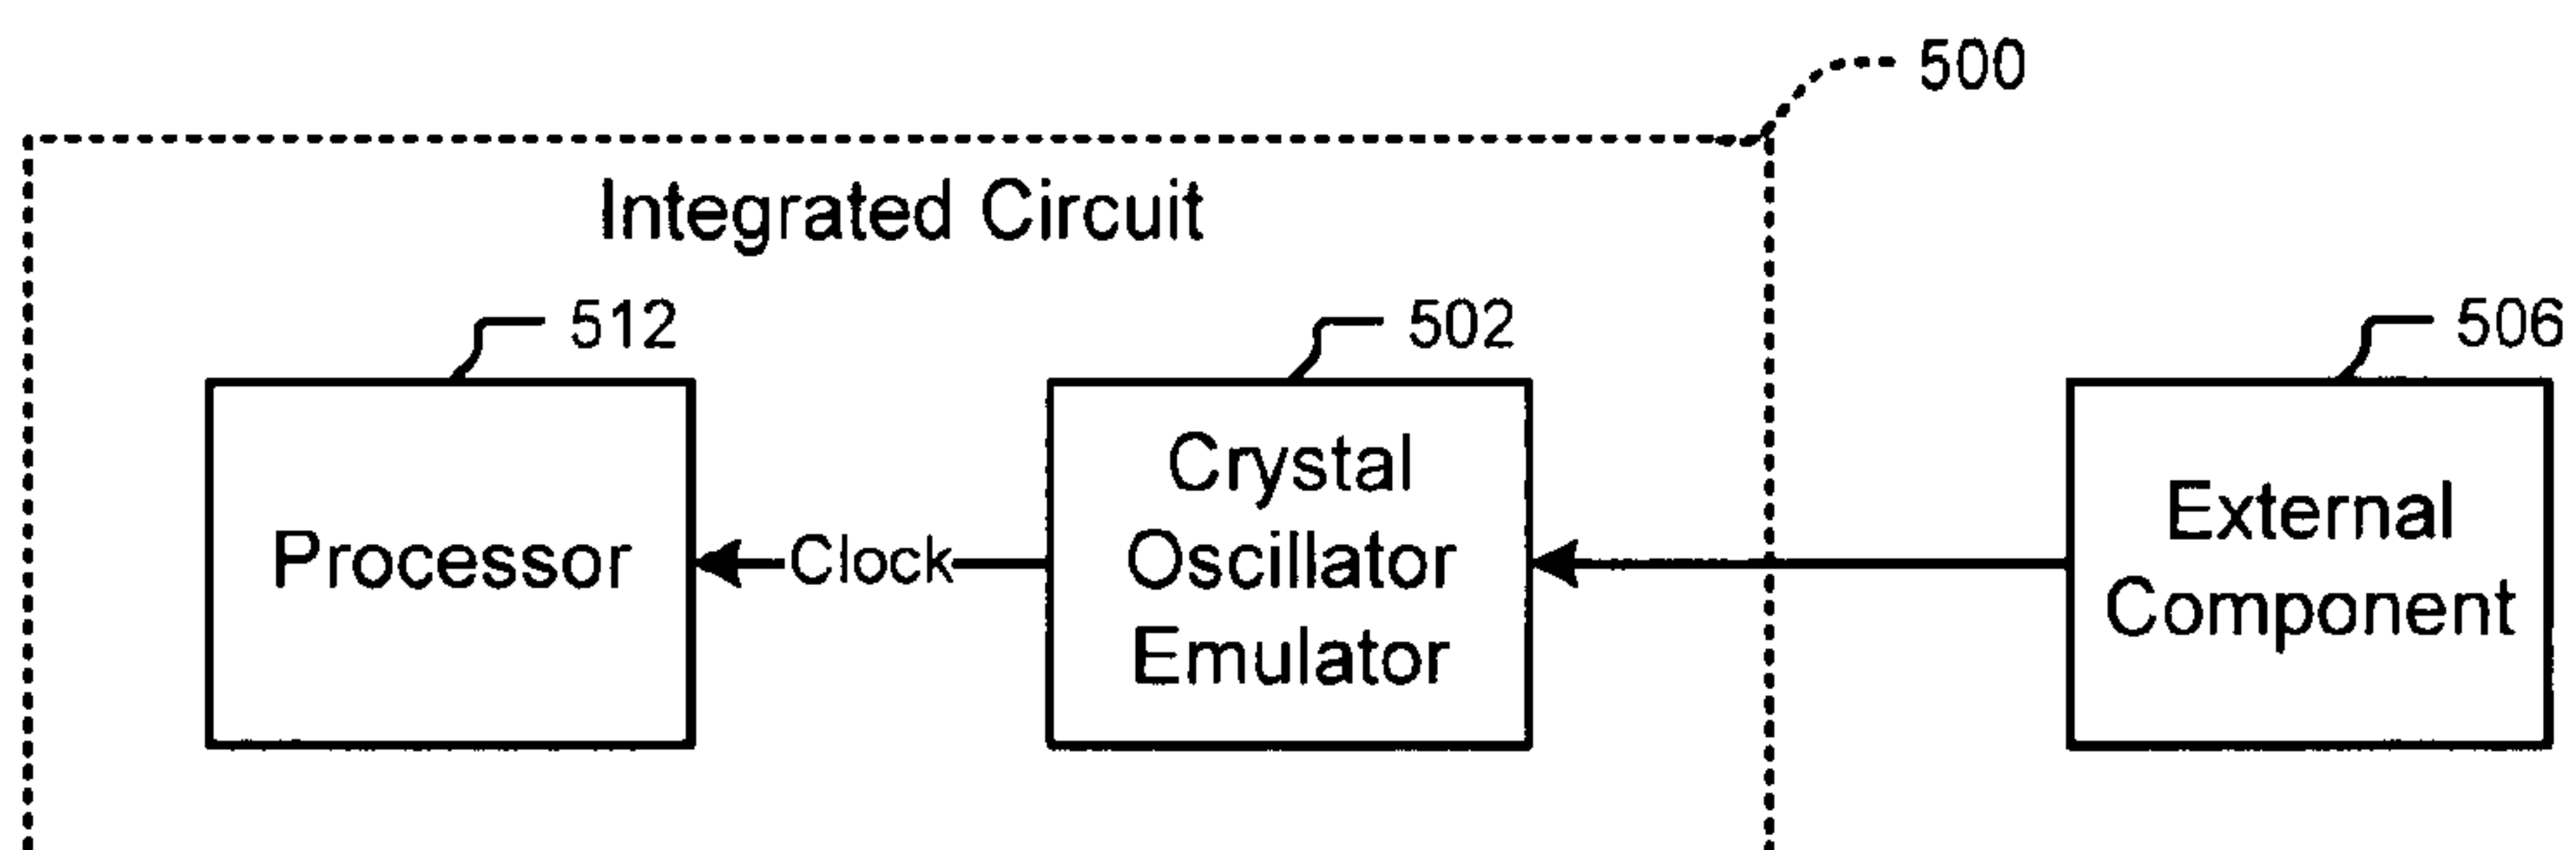 500
Integrated Circuit
512
502
506
Processor
Clock
Crystal
Oscillator
Emulator
External
Component